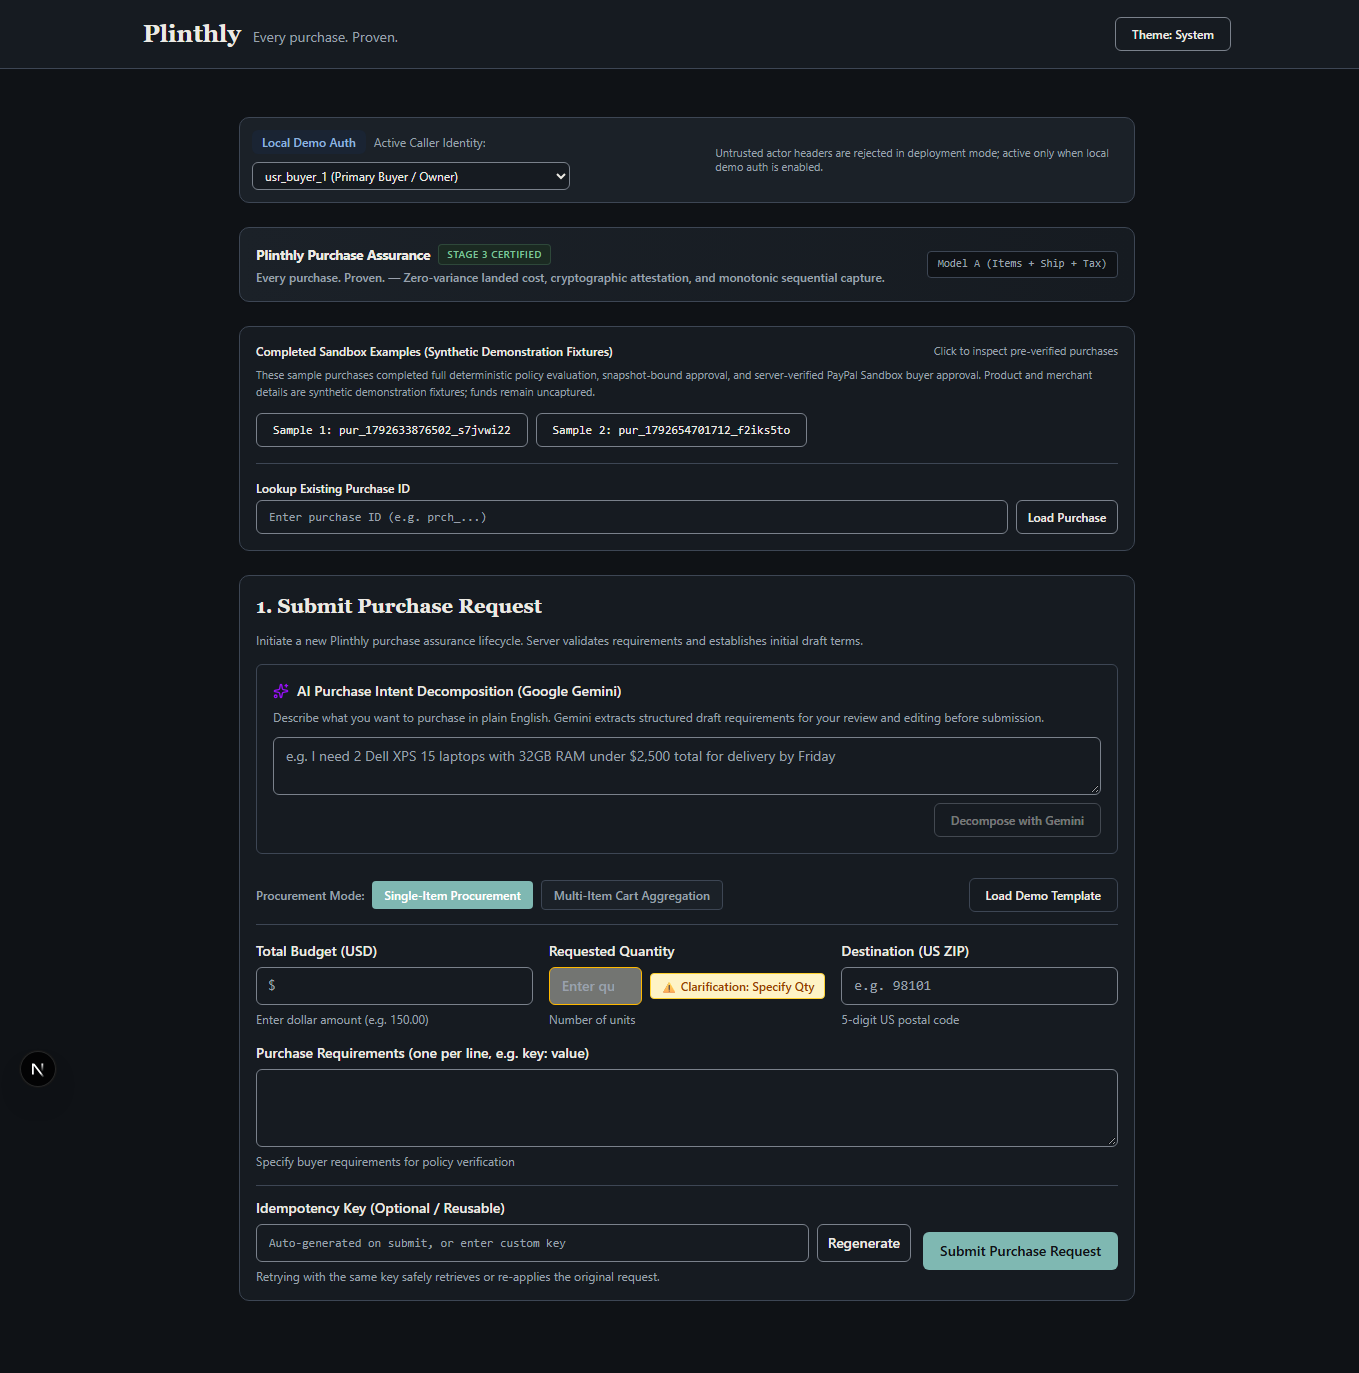 Plinthly Every purchase. Proven.
Theme: System
Local Demo Auth Active Caller Identity:
usr_buyer_1 (Primary Buyer / Owner)
Untrusted actor headers are rejected in deployment mode; active only when local
demo auth is enabled.
Plinthly Purchase Assurance STAGE 3 CERTIFIED
Every purchase. Proven. — Zero-variance landed cost, cryptographic attestation, and monotonic sequential capture.
Model A (Items + Ship + Tax)
Completed Sandbox Examples (Synthetic Demonstration Fixtures)
Click to inspect pre-verified purchases
These sample purchases completed full deterministic policy evaluation, snapshot-bound approval, and server-verified PayPal Sandbox buyer approval. Product and merchant
details are synthetic demonstration fixtures; funds remain uncaptured.
Sample 1: pur_1792633876502_s7jvwi22
Sample 2: pur_1792654701712_f2iks5to
Lookup Existing Purchase ID
Enter purchase ID (e.g. prch_...)
Load Purchase
1. Submit Purchase Request
Initiate a new Plinthly purchase assurance lifecycle. Server validates requirements and establishes initial draft terms.
AI Purchase Intent Decomposition (Google Gemini)
Describe what you want to purchase in plain English. Gemini extracts structured draft requirements for your review and editing before submission.
e.g. I need 2 Dell XPS 15 laptops with 32GB RAM under $2,500 total for delivery by Friday
Decompose with Gemini
Procurement Mode: Single-Item Procurement Multi-Item Cart Aggregation
Load Demo Template
Total Budget (USD)
$
Enter dollar amount (e.g. 150.00)
Requested Quantity
Enter qu
Clarification: Specify Qty
Number of units
Destination (US ZIP)
e.g. 98101
5-digit US postal code
N
Purchase Requirements (one per line, e.g. key: value)
Specify buyer requirements for policy verification
Idempotency Key (Optional / Reusable)
Auto-generated on submit, or enter custom key
Regenerate
Submit Purchase Request
Retrying with the same key safely retrieves or re-applies the original request.